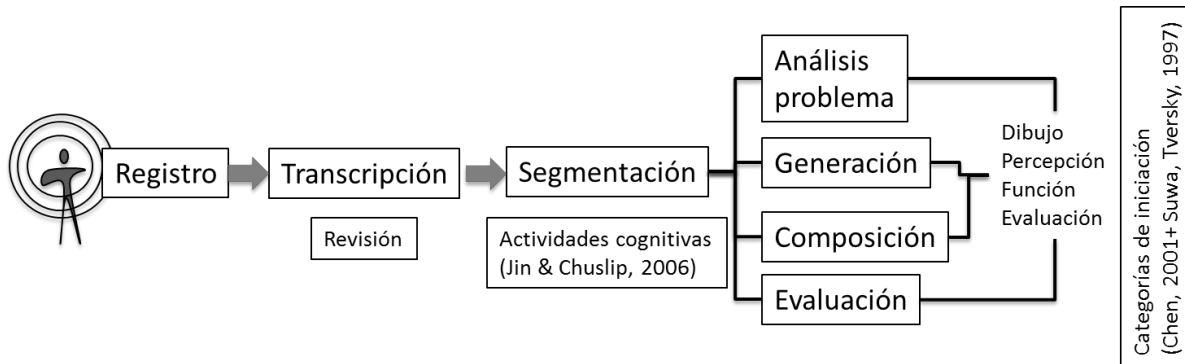 Registro
Transcripción
Revisión
Segmentación
Actividades cognitivas
(Jin & Chuslip, 2006)
Análisis
problema
Generación
Composición
Evaluación
Dibujo
Percepción
Función
Evaluación
Categorías de iniciación
(Chen, 2001+ Suwa, Tversky, 1997)